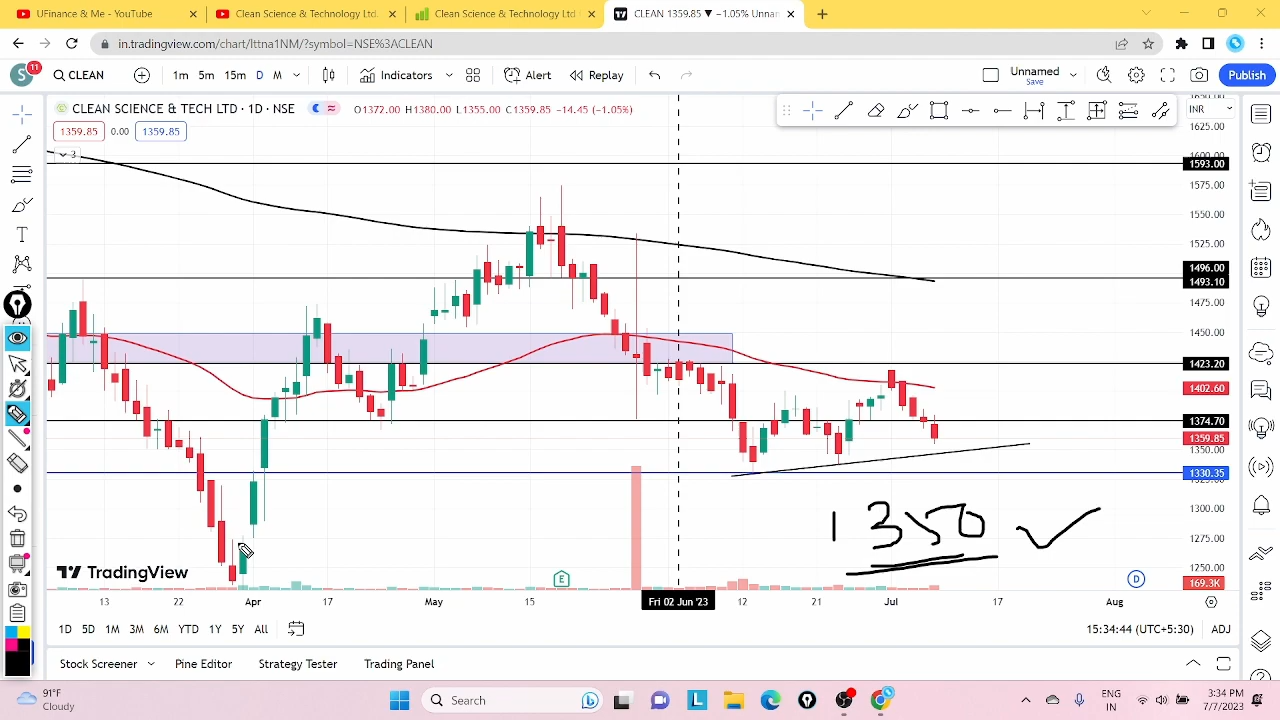 UFinance & Me - YouTube
Clean Science & Technology Ltd.
Clean Science & Technology Ltd
CLEAN 1359.85 ▼ −1.05% Unnar
in.tradingview.com/chart/lttna1NM/?symbol=NSE%3ACLEAN
S
11
CLEAN
1m
5m
15m
D
M
Indicators
Alert
Replay
Unnamed
Save
Publish
CLEAN SCIENCE & TECH LTD · 1D · NSE
O1372.00 H1380.00 L1355.00 C1359.85 −14.45 (−1.05%)
INR
1359.85
0.00
1359.85
3
1625.00
1600.00
1593.00
1575.00
1550.00
1525.00
1496.00
1493.10
1475.00
1450.00
1423.20
1402.60
1374.70
1359.85
1350.00
1330.35
1325.00
1300.00
1275.00
1250.00
169.3K
1350 ✓
TradingView
E
D
13
22
Apr
17
May
15
Fri 02 Jun '23
12
21
Jul
17
Aug
1D
5D
1M
3M
6M
YTD
1Y
5Y
All
15:34:44 (UTC+5:30)
ADJ
Stock Screener
Pine Editor
Strategy Tester
Trading Panel
91°F
Cloudy
Search
ENG
IN
3:34 PM
7/7/2023